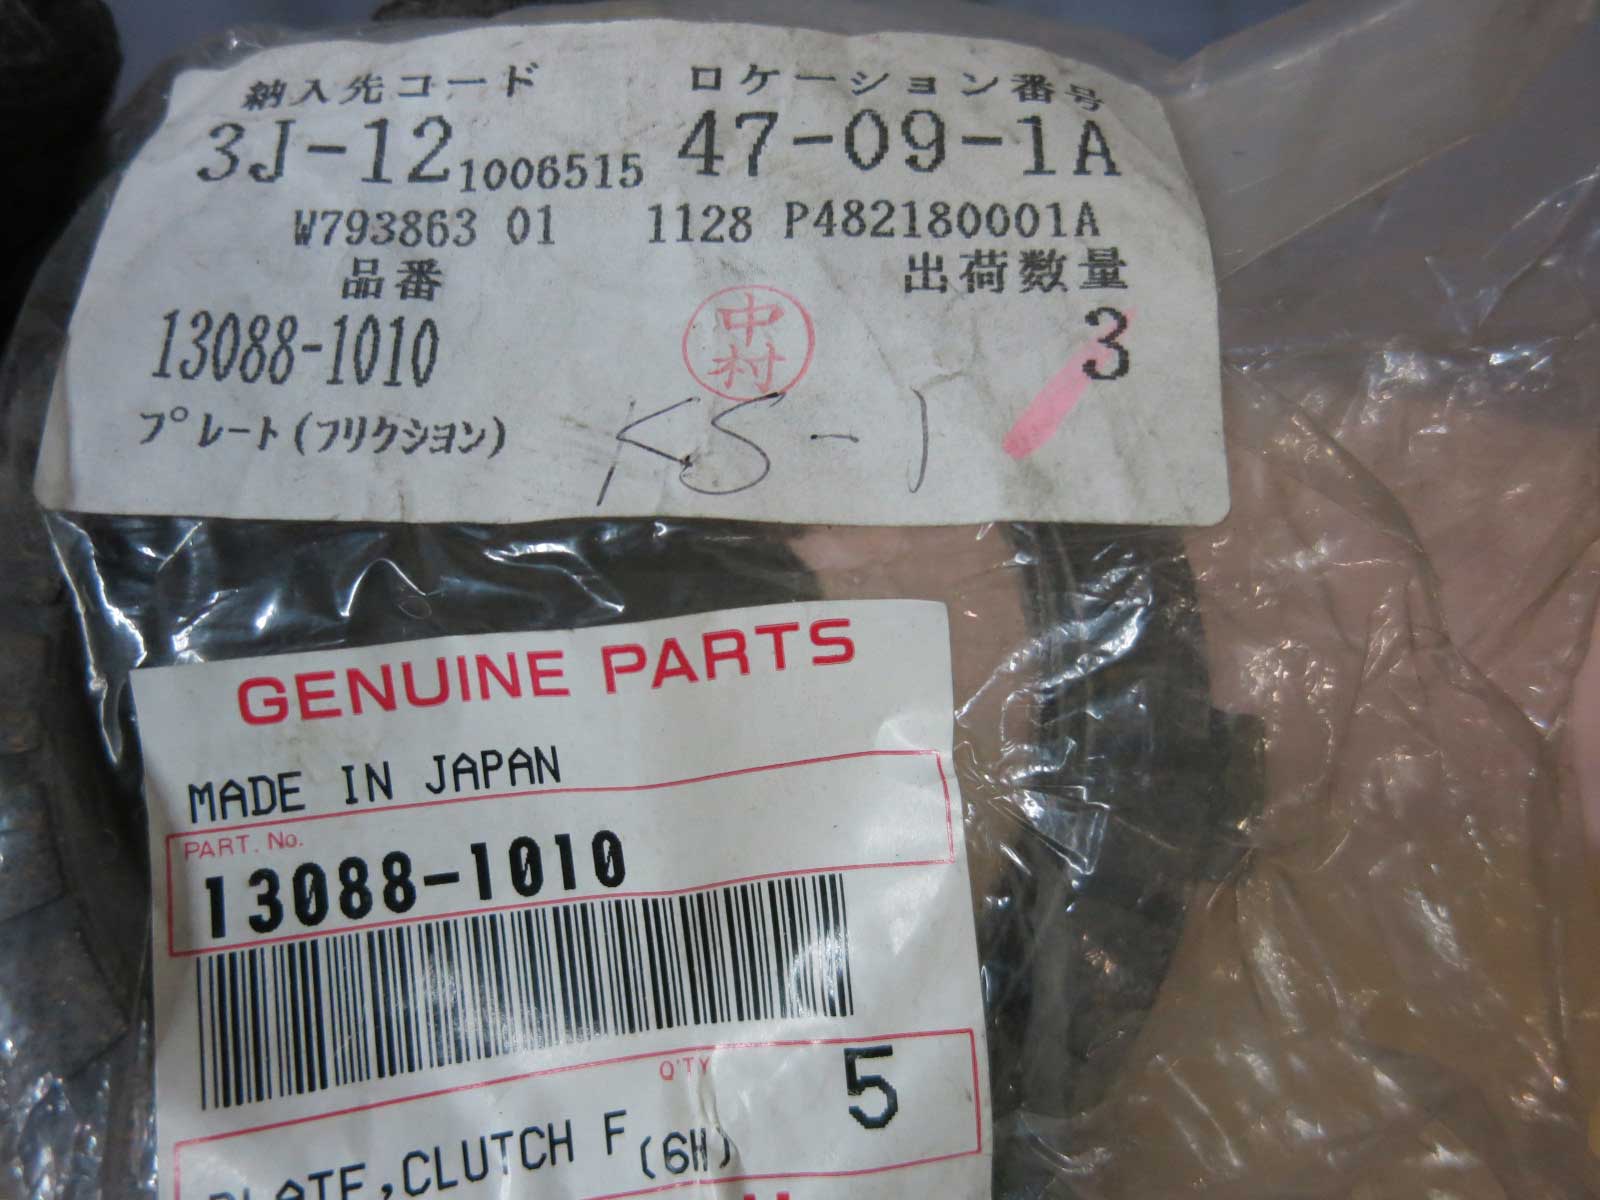 納入先コード ロケーション番号
3J-12 1006515 47-09-1A
W793863 01 1128 P482180001A
品番 出荷数量
13088-1010 中村 3
プレート(フリクション) KS-1
GENUINE PARTS
MADE IN JAPAN
PART. No.
13088-1010
Q'TY 5
PLATE,CLUTCH F(6H)